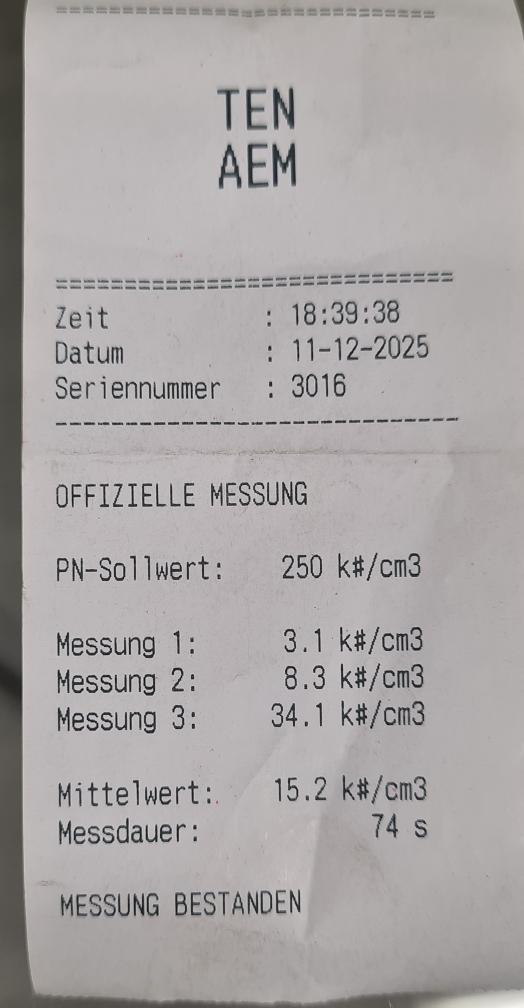 ==============================
TEN
AEM
==============================
Zeit : 18:39:38
Datum : 11-12-2025
Seriennummer : 3016
------------------------------
OFFIZIELLE MESSUNG
PN-Sollwert: 250 k#/cm3
Messung 1: 3.1 k#/cm3
Messung 2: 8.3 k#/cm3
Messung 3: 34.1 k#/cm3
Mittelwert: 15.2 k#/cm3
Messdauer: 74 s
MESSUNG BESTANDEN